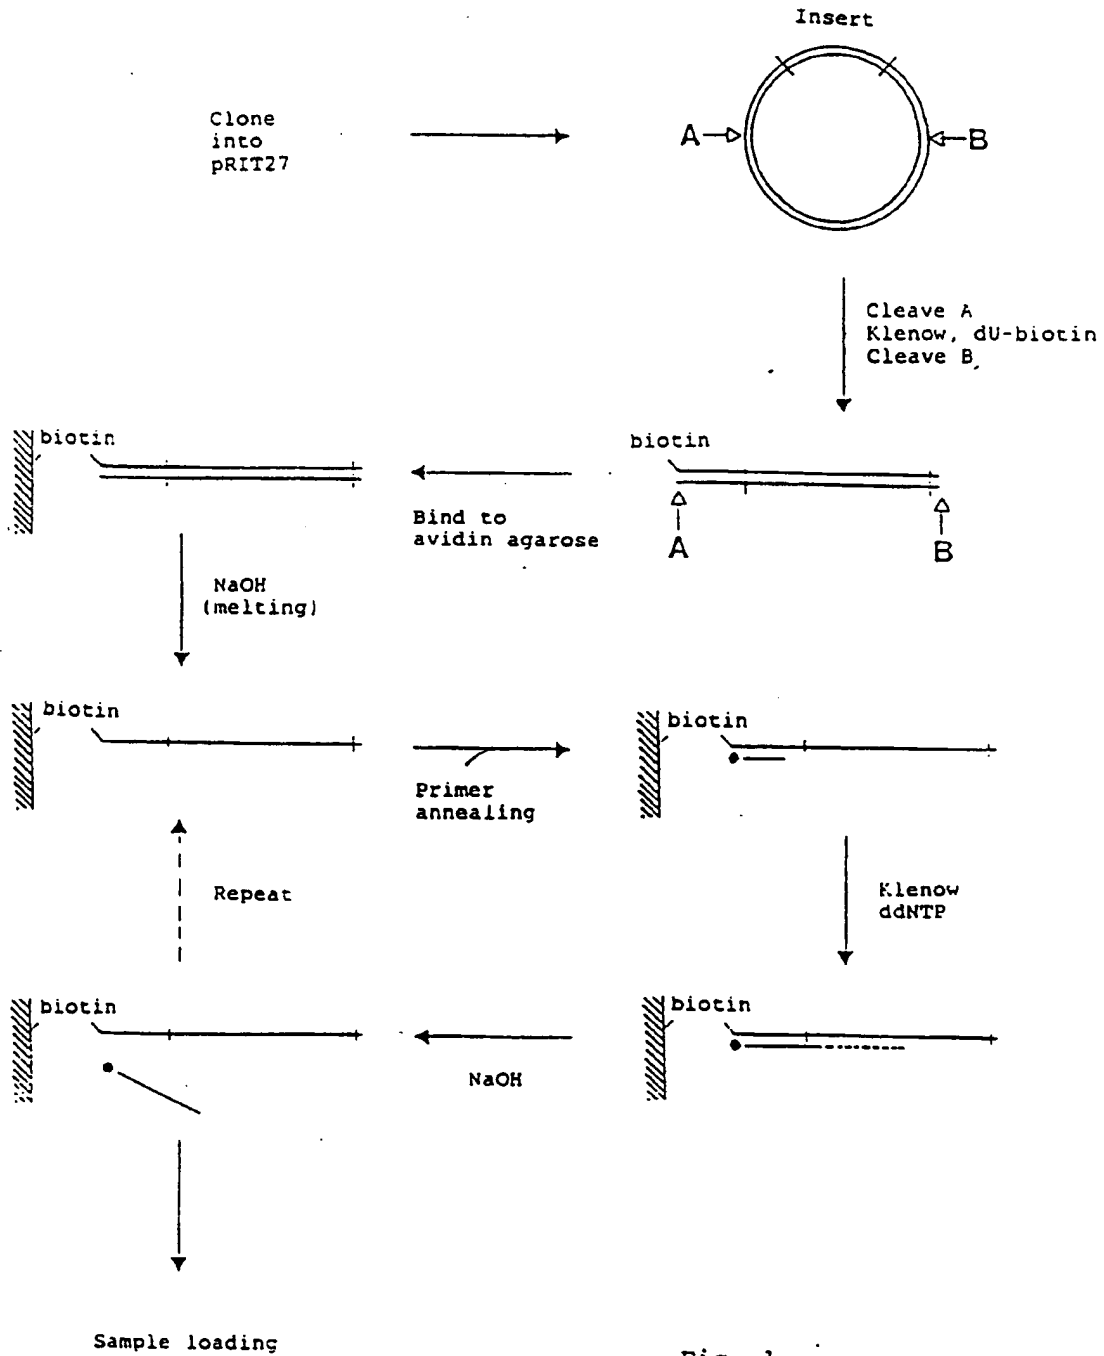 Insert
Clone
into
pRIT27
A
B
Cleave A
Klenow, dU-biotin
Cleave B
biotin
biotin
Bind to
avidin agarose
A
B
NaOH
(melting)
biotin
biotin
Primer
annealing
Repeat
Klenow
ddNTP
biotin
biotin
NaOH
Sample loading